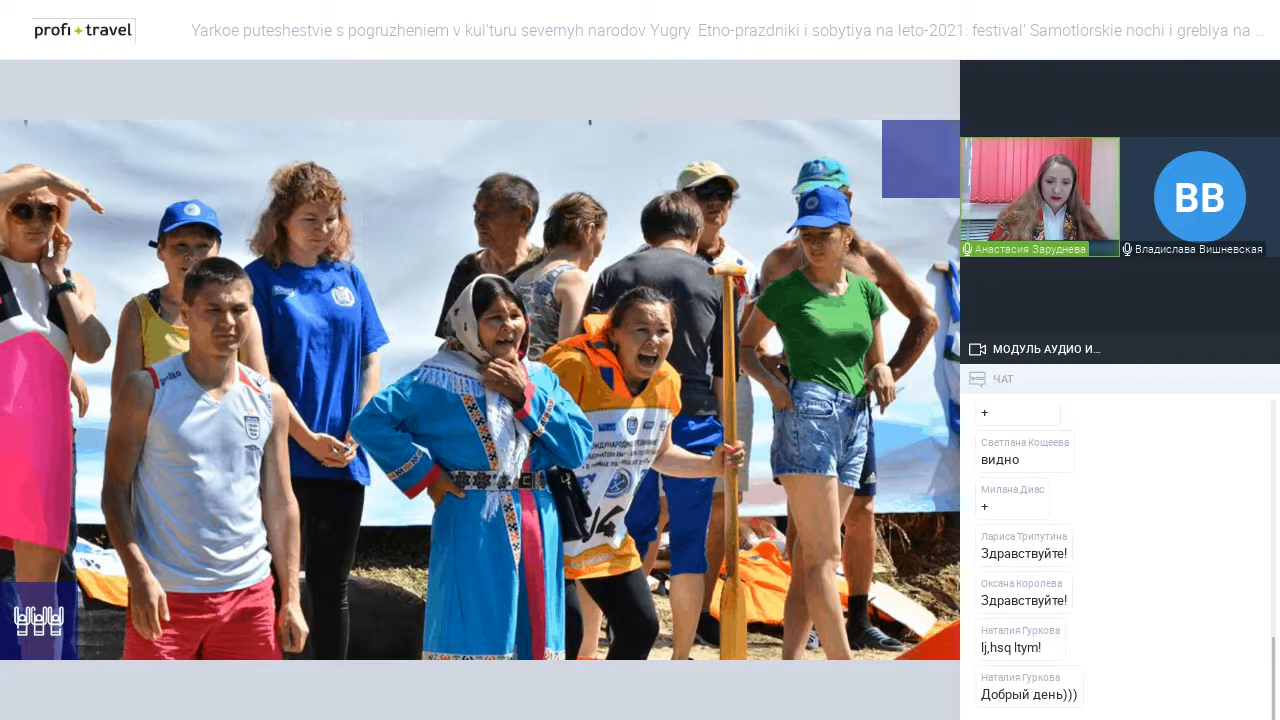 profi + travel
Yarkoe puteshestvie s pogruzheniem v kul'turu severnyh narodov Yugry. Etno-prazdniki i sobytiya na leto-2021: festival' Samotlorskie nochi i greblya na ...
BB
Анастасия Заруднева
Владислава Вишневская
МОДУЛЬ АУДИО И...
ЧАТ
+
Светлана Кощеева
видно
Милана Диас
+
Лариса Трипутина
Здравствуйте!
Оксана Королева
Здравствуйте!
Наталия Гуркова
lj,hsq ltym!
Наталия Гуркова
Добрый день)))